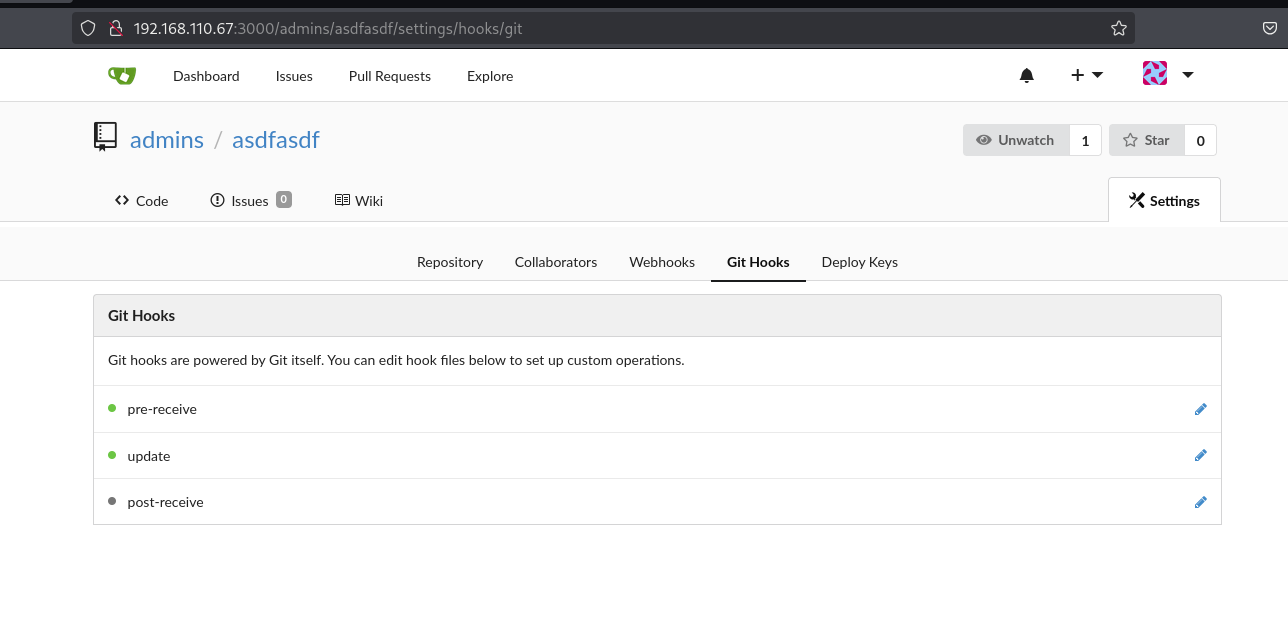 192.168.110.67:3000/admins/asdfasdf/settings/hooks/git
Dashboard Issues Pull Requests Explore
admins / asdfasdf Unwatch 1 Star 0
Code Issues 0 Wiki Settings
Repository Collaborators Webhooks Git Hooks Deploy Keys
Git Hooks
Git hooks are powered by Git itself. You can edit hook files below to set up custom operations.
pre-receive
update
post-receive